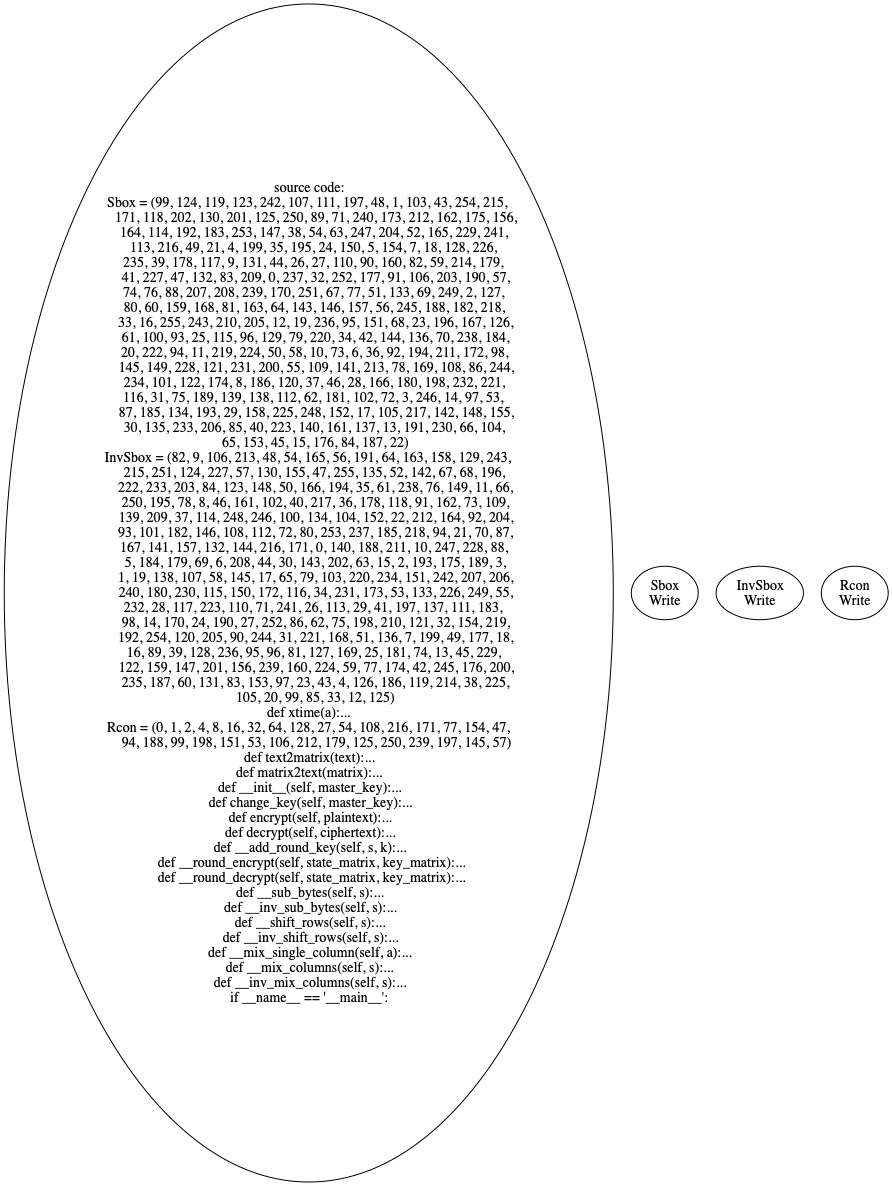 source code:
Sbox = (99, 124, 119, 123, 242, 107, 111, 197, 48, 1, 103, 43, 254, 215,
171, 118, 202, 130, 201, 125, 250, 89, 71, 240, 173, 212, 162, 175, 156,
164, 114, 192, 183, 253, 147, 38, 54, 63, 247, 204, 52, 165, 229, 241,
113, 216, 49, 21, 4, 199, 35, 195, 24, 150, 5, 154, 7, 18, 128, 226,
235, 39, 178, 117, 9, 131, 44, 26, 27, 110, 90, 160, 82, 59, 214, 179,
41, 227, 47, 132, 83, 209, 0, 237, 32, 252, 177, 91, 106, 203, 190, 57,
74, 76, 88, 207, 208, 239, 170, 251, 67, 77, 51, 133, 69, 249, 2, 127,
80, 60, 159, 168, 81, 163, 64, 143, 146, 157, 56, 245, 188, 182, 218,
33, 16, 255, 243, 210, 205, 12, 19, 236, 95, 151, 68, 23, 196, 167, 126,
61, 100, 93, 25, 115, 96, 129, 79, 220, 34, 42, 144, 136, 70, 238, 184,
20, 222, 94, 11, 219, 224, 50, 58, 10, 73, 6, 36, 92, 194, 211, 172, 98,
145, 149, 228, 121, 231, 200, 55, 109, 141, 213, 78, 169, 108, 86, 244,
234, 101, 122, 174, 8, 186, 120, 37, 46, 28, 166, 180, 198, 232, 221,
116, 31, 75, 189, 139, 138, 112, 62, 181, 102, 72, 3, 246, 14, 97, 53,
87, 185, 134, 193, 29, 158, 225, 248, 152, 17, 105, 217, 142, 148, 155,
30, 135, 233, 206, 85, 40, 223, 140, 161, 137, 13, 191, 230, 66, 104,
65, 153, 45, 15, 176, 84, 187, 22)
InvSbox = (82, 9, 106, 213, 48, 54, 165, 56, 191, 64, 163, 158, 129, 243,
215, 251, 124, 227, 57, 130, 155, 47, 255, 135, 52, 142, 67, 68, 196,
222, 233, 203, 84, 123, 148, 50, 166, 194, 35, 61, 238, 76, 149, 11, 66,
250, 195, 78, 8, 46, 161, 102, 40, 217, 36, 178, 118, 91, 162, 73, 109,
139, 209, 37, 114, 248, 246, 100, 134, 104, 152, 22, 212, 164, 92, 204,
93, 101, 182, 146, 108, 112, 72, 80, 253, 237, 185, 218, 94, 21, 70, 87,
167, 141, 157, 132, 144, 216, 171, 0, 140, 188, 211, 10, 247, 228, 88,
5, 184, 179, 69, 6, 208, 44, 30, 143, 202, 63, 15, 2, 193, 175, 189, 3,
1, 19, 138, 107, 58, 145, 17, 65, 79, 103, 220, 234, 151, 242, 207, 206,
240, 180, 230, 115, 150, 172, 116, 34, 231, 173, 53, 133, 226, 249, 55,
232, 28, 117, 223, 110, 71, 241, 26, 113, 29, 41, 197, 137, 111, 183,
98, 14, 170, 24, 190, 27, 252, 86, 62, 75, 198, 210, 121, 32, 154, 219,
192, 254, 120, 205, 90, 244, 31, 221, 168, 51, 136, 7, 199, 49, 177, 18,
16, 89, 39, 128, 236, 95, 96, 81, 127, 169, 25, 181, 74, 13, 45, 229,
122, 159, 147, 201, 156, 239, 160, 224, 59, 77, 174, 42, 245, 176, 200,
235, 187, 60, 131, 83, 153, 97, 23, 43, 4, 126, 186, 119, 214, 38, 225,
105, 20, 99, 85, 33, 12, 125)
def xtime(a):...
Rcon = (0, 1, 2, 4, 8, 16, 32, 64, 128, 27, 54, 108, 216, 171, 77, 154, 47,
94, 188, 99, 198, 151, 53, 106, 212, 179, 125, 250, 239, 197, 145, 57)
def text2matrix(text):...
def matrix2text(matrix):...
def __init__(self, master_key):...
def change_key(self, master_key):...
def encrypt(self, plaintext):...
def decrypt(self, ciphertext):...
def __add_round_key(self, s, k):...
def __round_encrypt(self, state_matrix, key_matrix):...
def __round_decrypt(self, state_matrix, key_matrix):...
def __sub_bytes(self, s):...
def __inv_sub_bytes(self, s):...
def __shift_rows(self, s):...
def __inv_shift_rows(self, s):...
def __mix_single_column(self, a):...
def __mix_columns(self, s):...
def __inv_mix_columns(self, s):...
if __name__ == '__main__':
Sbox
Write
InvSbox
Write
Rcon
Write